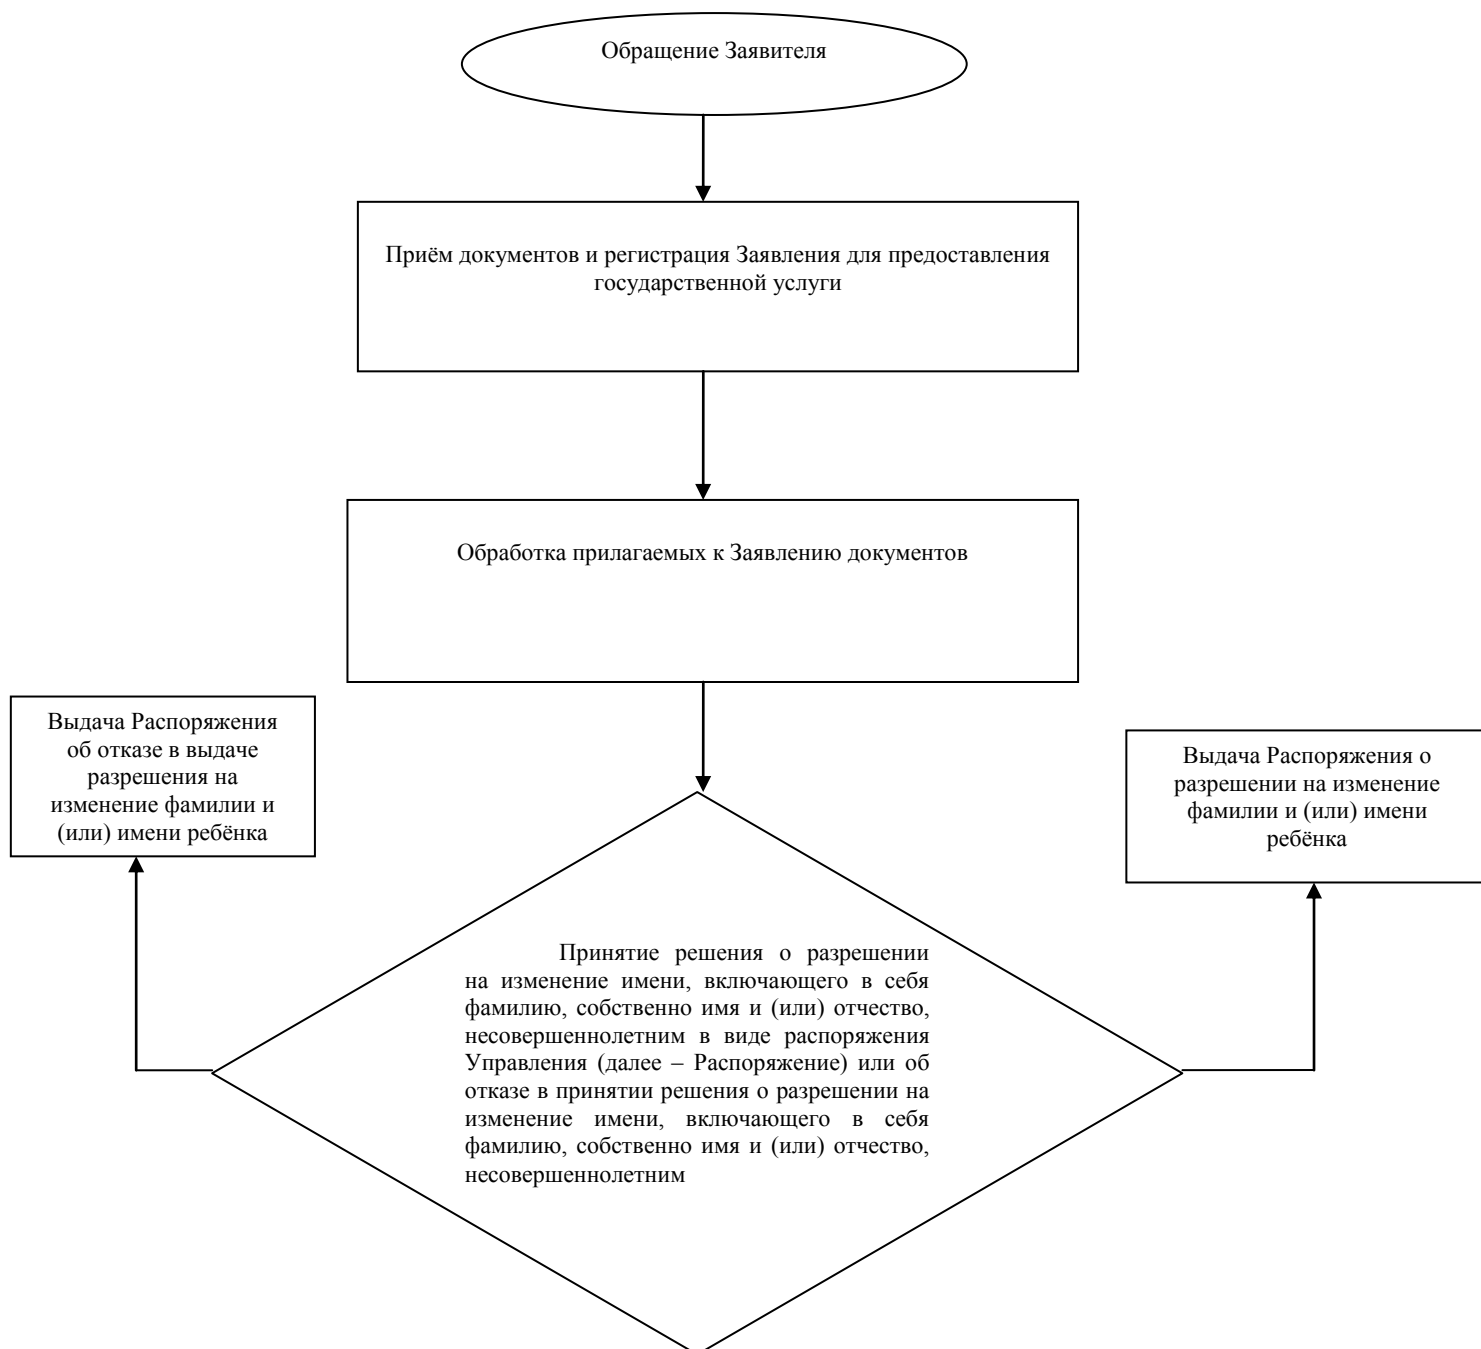 Обращение Заявителя
Приём документов и регистрация Заявления для предоставления
государственной услуги
Обработка прилагаемых к Заявлению документов
Выдача Распоряжения
об отказе в выдаче
разрешения на
изменение фамилии и
(или) имени ребёнка
Выдача Распоряжения о
разрешении на изменение
фамилии и (или) имени
ребёнка
Принятие решения о разрешении
на изменение имени, включающего в себя
фамилию, собственно имя и (или) отчество,
несовершеннолетним в виде распоряжения
Управления (далее – Распоряжение) или об
отказе в принятии решения о разрешении на
изменение имени, включающего в себя
фамилию, собственно имя и (или) отчество,
несовершеннолетним